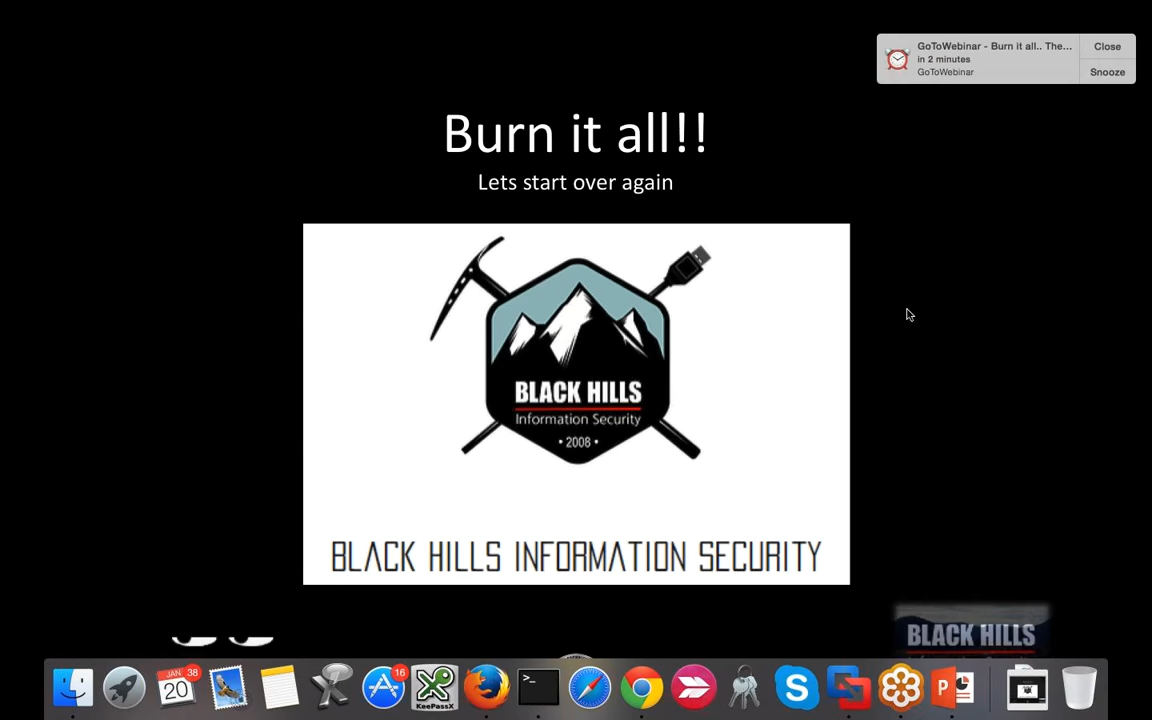 GoToWebinar - Burn it all.. The...
in 2 minutes
GoToWebinar
Close
Snooze
Burn it all!!
Lets start over again
BLACK HILLS
Information Security
• 2008 •
BLACK HILLS INFORMATION SECURITY
BLACK HILLS
JAN
38
20
16
KeePassX
>_
S
P